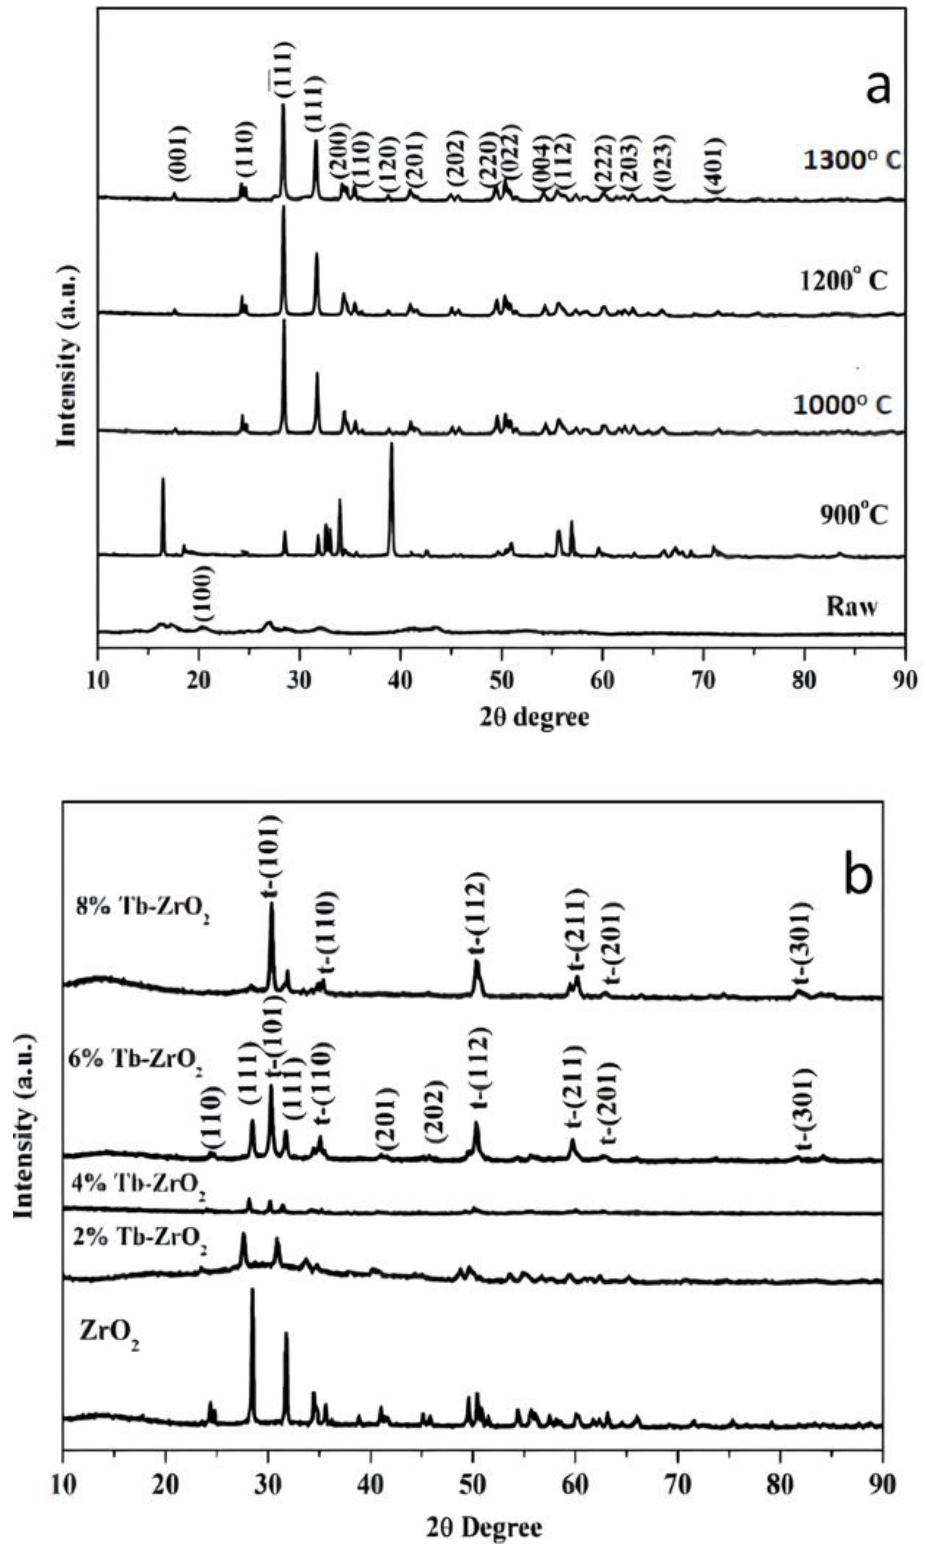 a
1300° C
(001) (110) (1̅11) (111) (200) (110) (120) (201) (202) (220) (022) (004) (112) (222) (203) (023) (401)
1200° C
1000° C
900°C
(100)
Raw
Intensity (a.u.)
10 20 30 40 50 60 70 80 90
2θ degree
b
8% Tb-ZrO₂
t-(101) t-(110) t-(112) t-(211) t-(201) t-(301)
6% Tb-ZrO₂
(110) (111) t-(101) (111) t-(110) (201) (202) t-(112) t-(211) t-(201) t-(301)
4% Tb-ZrO₂
2% Tb-ZrO₂
ZrO₂
Intensity (a.u.)
10 20 30 40 50 60 70 80 90
2θ Degree